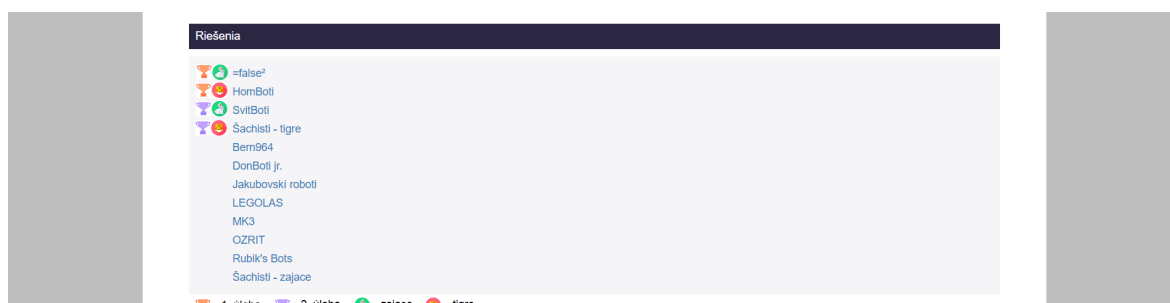 Riešenia
=false²
HomBoti
SvitBoti
Šachisti - tigre
Bern964
DonBoti jr.
Jakubovski roboti
LEGOLAS
MK3
OZRIT
Rubik's Bots
Šachisti - zajace